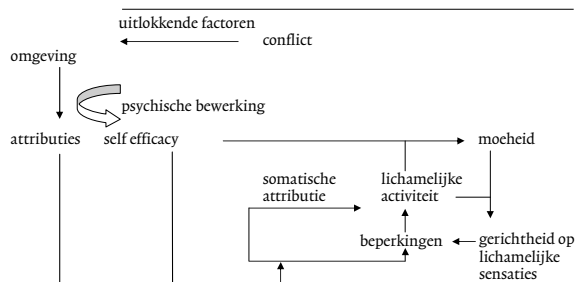 uitlokkende factoren
conflict
omgeving
psychische bewerking
attributies
self efficacy
moeheid
somatische
attributie
lichamelijke
activiteit
beperkingen
gerichtheid op
lichamelijke
sensaties